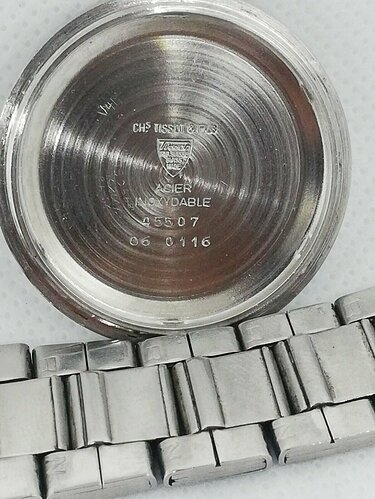 CHS TISSOT & FILS
ACIER
INOXYDABLE
45507
06 0116